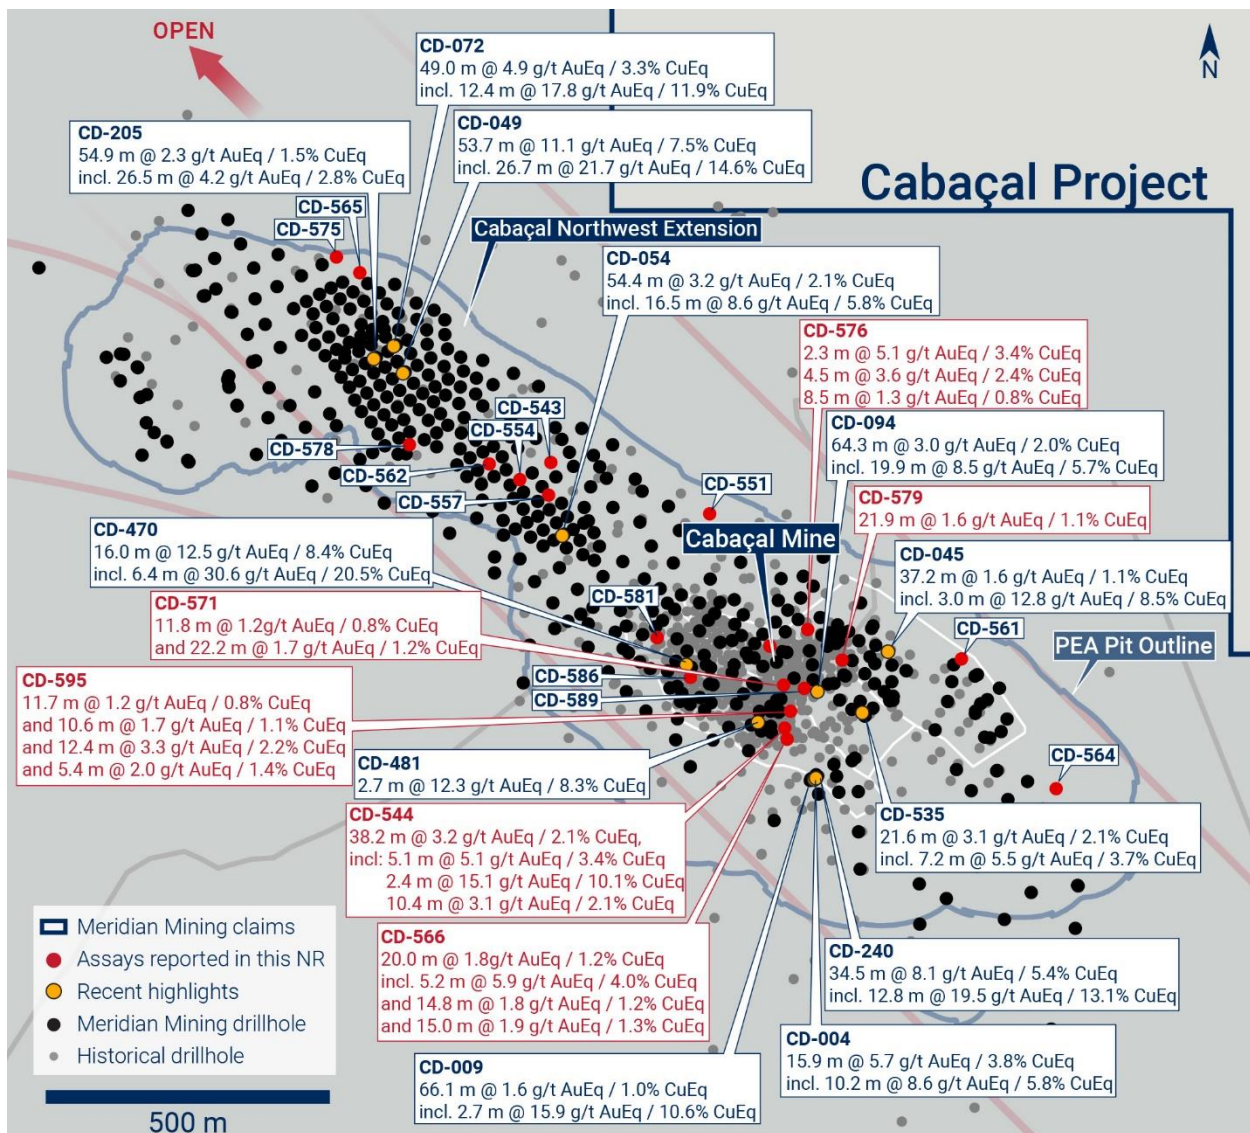 OPEN
N
CD-072
49.0 m @ 4.9 g/t AuEq / 3.3% CuEq
incl. 12.4 m @ 17.8 g/t AuEq / 11.9% CuEq
CD-205
54.9 m @ 2.3 g/t AuEq / 1.5% CuEq
incl. 26.5 m @ 4.2 g/t AuEq / 2.8% CuEq
CD-049
53.7 m @ 11.1 g/t AuEq / 7.5% CuEq
incl. 26.7 m @ 21.7 g/t AuEq / 14.6% CuEq
Cabaçal Project
CD-565
CD-575
Cabaçal Northwest Extension
CD-054
54.4 m @ 3.2 g/t AuEq / 2.1% CuEq
incl. 16.5 m @ 8.6 g/t AuEq / 5.8% CuEq
CD-576
2.3 m @ 5.1 g/t AuEq / 3.4% CuEq
4.5 m @ 3.6 g/t AuEq / 2.4% CuEq
8.5 m @ 1.3 g/t AuEq / 0.8% CuEq
CD-543
CD-554
CD-578
CD-562
CD-557
CD-551
CD-094
64.3 m @ 3.0 g/t AuEq / 2.0% CuEq
incl. 19.9 m @ 8.5 g/t AuEq / 5.7% CuEq
CD-579
21.9 m @ 1.6 g/t AuEq / 1.1% CuEq
CD-470
16.0 m @ 12.5 g/t AuEq / 8.4% CuEq
incl. 6.4 m @ 30.6 g/t AuEq / 20.5% CuEq
Cabaçal Mine
CD-045
37.2 m @ 1.6 g/t AuEq / 1.1% CuEq
incl. 3.0 m @ 12.8 g/t AuEq / 8.5% CuEq
CD-571
11.8 m @ 1.2g/t AuEq / 0.8% CuEq
and 22.2 m @ 1.7 g/t AuEq / 1.2% CuEq
CD-581
CD-561
PEA Pit Outline
CD-595
11.7 m @ 1.2 g/t AuEq / 0.8% CuEq
and 10.6 m @ 1.7 g/t AuEq / 1.1% CuEq
and 12.4 m @ 3.3 g/t AuEq / 2.2% CuEq
and 5.4 m @ 2.0 g/t AuEq / 1.4% CuEq
CD-586
CD-589
CD-481
2.7 m @ 12.3 g/t AuEq / 8.3% CuEq
CD-564
CD-544
38.2 m @ 3.2 g/t AuEq / 2.1% CuEq,
incl: 5.1 m @ 5.1 g/t AuEq / 3.4% CuEq
2.4 m @ 15.1 g/t AuEq / 10.1% CuEq
10.4 m @ 3.1 g/t AuEq / 2.1% CuEq
CD-535
21.6 m @ 3.1 g/t AuEq / 2.1% CuEq
incl. 7.2 m @ 5.5 g/t AuEq / 3.7% CuEq
CD-566
20.0 m @ 1.8g/t AuEq / 1.2% CuEq
incl. 5.2 m @ 5.9 g/t AuEq / 4.0% CuEq
and 14.8 m @ 1.8 g/t AuEq / 1.2% CuEq
and 15.0 m @ 1.9 g/t AuEq / 1.3% CuEq
CD-240
34.5 m @ 8.1 g/t AuEq / 5.4% CuEq
incl. 12.8 m @ 19.5 g/t AuEq / 13.1% CuEq
CD-004
15.9 m @ 5.7 g/t AuEq / 3.8% CuEq
incl. 10.2 m @ 8.6 g/t AuEq / 5.8% CuEq
CD-009
66.1 m @ 1.6 g/t AuEq / 1.0% CuEq
incl. 2.7 m @ 15.9 g/t AuEq / 10.6% CuEq
Meridian Mining claims
Assays reported in this NR
Recent highlights
Meridian Mining drillhole
Historical drillhole
500 m